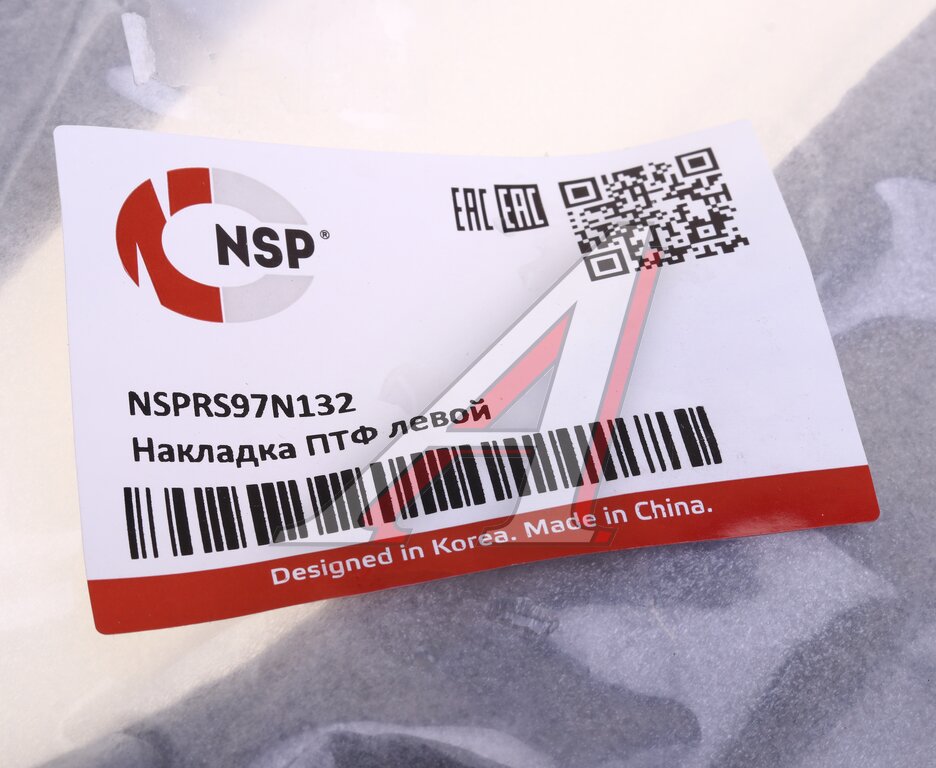 NSP®
EAC EAC
NSPRS97N132
Накладка ПТФ левой
Designed in Korea. Made in China.